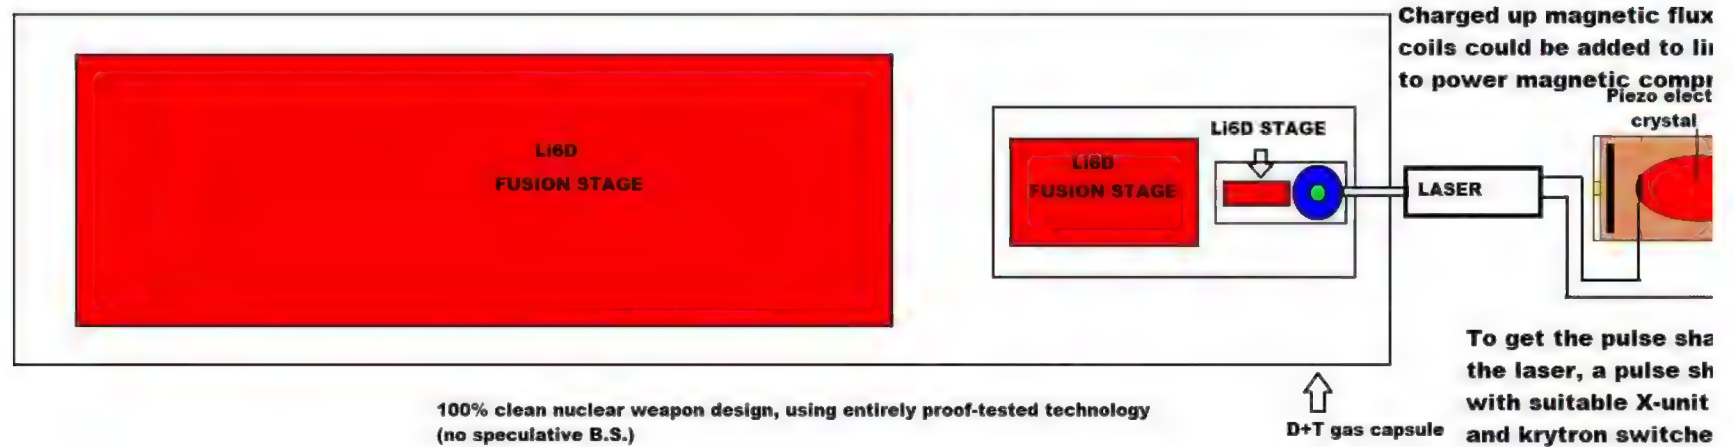 Charged up magnetic flux
coils could be added to
to power magnetic
Piezo
crystal
Li6D STAGE
Li6D
FUSION STAGE
Li6D
FUSION STAGE
LASER
To get the pulse
the laser, a pulse
with suitable X-unit
and krytron
100% clean nuclear weapon design, using entirely proof-tested technology
(no speculative B.S.)
D+T gas capsule